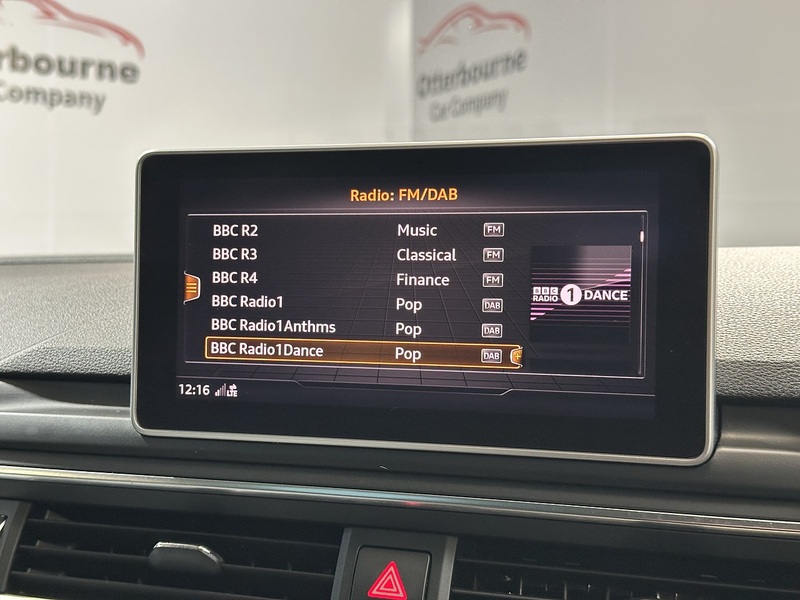 erbourne
Company
Otterbourne
Car Company
Radio: FM/DAB
BBC R2 Music FM
BBC R3 Classical FM
BBC R4 Finance FM
BBC Radio1 Pop DAB
BBC Radio1Anthms Pop DAB
BBC Radio1Dance Pop DAB
BBC
RADIO 1 DANCE
12:16 LTE